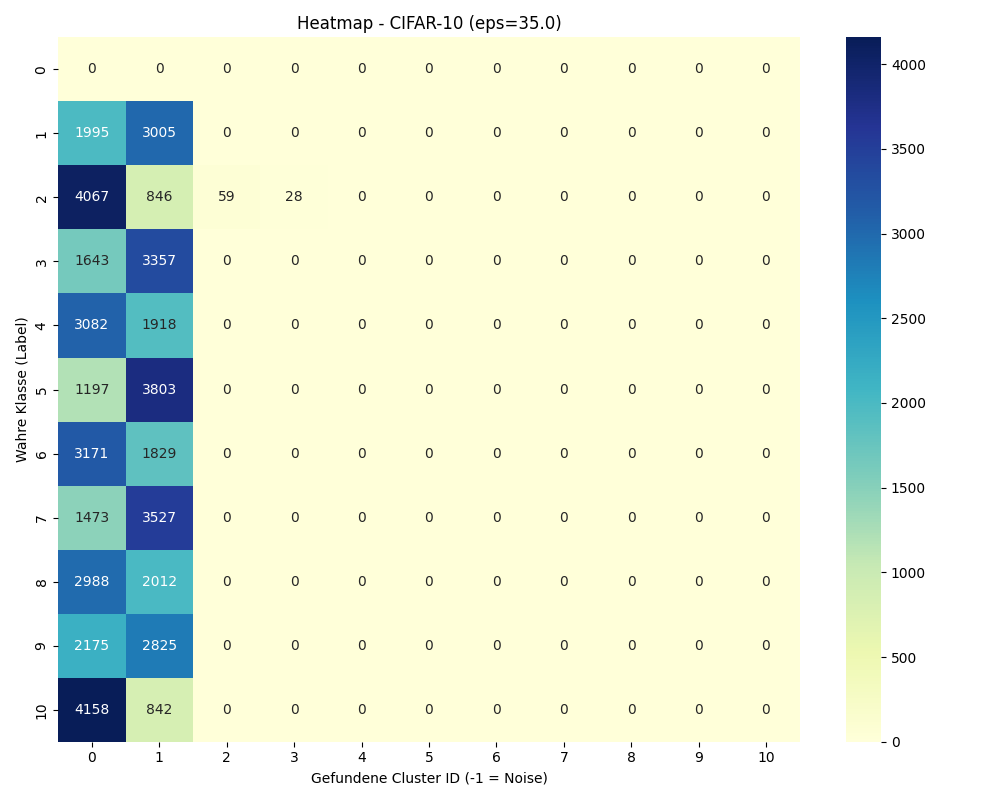 Heatmap - CIFAR-10 (eps=35.0)
0 0 0 0 0 0 0 0 0 0 0 0
1 1995 3005 0 0 0 0 0 0 0 0 0
2 4067 846 59 28 0 0 0 0 0 0 0
3 1643 3357 0 0 0 0 0 0 0 0 0
4 3082 1918 0 0 0 0 0 0 0 0 0
5 1197 3803 0 0 0 0 0 0 0 0 0
6 3171 1829 0 0 0 0 0 0 0 0 0
7 1473 3527 0 0 0 0 0 0 0 0 0
8 2988 2012 0 0 0 0 0 0 0 0 0
9 2175 2825 0 0 0 0 0 0 0 0 0
10 4158 842 0 0 0 0 0 0 0 0 0
0 1 2 3 4 5 6 7 8 9 10
Gefundene Cluster ID (-1 = Noise)
Wahre Klasse (Label)
4000
3500
3000
2500
2000
1500
1000
500
0